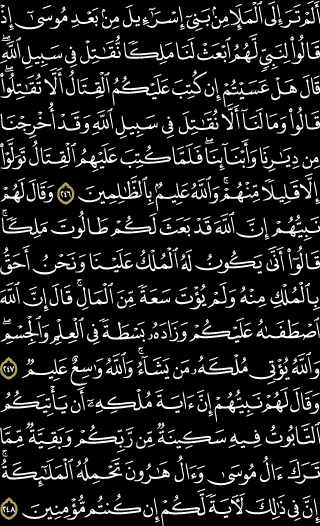 أَلَمْ تَرَ إِلَى ٱلْمَلَإِ مِنۢ بَنِىٓ إِسْرَٰٓءِيلَ مِنۢ بَعْدِ مُوسَىٰٓ إِذْ
قَالُوا۟ لِنَبِىٍّ لَّهُمُ ٱبْعَثْ لَنَا مَلِكًا نُّقَٰتِلْ فِى سَبِيلِ ٱللَّهِ ۖ
قَالَ هَلْ عَسَيْتُمْ إِن كُتِبَ عَلَيْكُمُ ٱلْقِتَالُ أَلَّا تُقَٰتِلُوا۟ ۖ
قَالُوا۟ وَمَا لَنَآ أَلَّا نُقَٰتِلَ فِى سَبِيلِ ٱللَّهِ وَقَدْ أُخْرِجْنَا
مِن دِيَٰرِنَا وَأَبْنَآئِنَا ۖ فَلَمَّا كُتِبَ عَلَيْهِمُ ٱلْقِتَالُ تَوَلَّوْا۟
إِلَّا قَلِيلًا مِّنْهُمْ ۗ وَٱللَّهُ عَلِيمٌۢ بِٱلظَّٰلِمِينَ ٢٤٦ وَقَالَ لَهُمْ
نَبِيُّهُمْ إِنَّ ٱللَّهَ قَدْ بَعَثَ لَكُمْ طَالُوتَ مَلِكًا ۚ
قَالُوٓا۟ أَنَّىٰ يَكُونُ لَهُ ٱلْمُلْكُ عَلَيْنَا وَنَحْنُ أَحَقُّ
بِٱلْمُلْكِ مِنْهُ وَلَمْ يُؤْتَ سَعَةً مِّنَ ٱلْمَالِ ۚ قَالَ إِنَّ ٱللَّهَ
ٱصْطَفَىٰهُ عَلَيْكُمْ وَزَادَهُۥ بَسْطَةً فِى ٱلْعِلْمِ وَٱلْجِسْمِ ۖ
وَٱللَّهُ يُؤْتِى مُلْكَهُۥ مَن يَشَآءُ ۚ وَٱللَّهُ وَٰسِعٌ عَلِيمٌ ٢٤٧
وَقَالَ لَهُمْ نَبِيُّهُمْ إِنَّ ءَايَةَ مُلْكِهِۦٓ أَن يَأْتِيَكُمُ
ٱلتَّابُوتُ فِيهِ سَكِينَةٌ مِّن رَّبِّكُمْ وَبَقِيَّةٌ مِّمَّا
تَرَكَ ءَالُ مُوسَىٰ وَءَالُ هَٰرُونَ تَحْمِلُهُ ٱلْمَلَٰٓئِكَةُ ۚ
إِنَّ فِى ذَٰلِكَ لَءَايَةً لَّكُمْ إِن كُنتُم مُّؤْمِنِينَ ٢٤٨